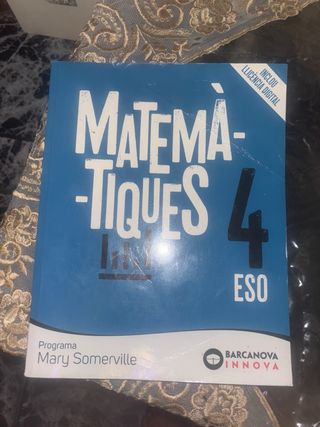 INCLOU
LLICÈNCIA DIGITAL
MATEMÀ-
-TIQUES
4
ESO
Programa
Mary Somerville
BARCANOVA
INNOVA